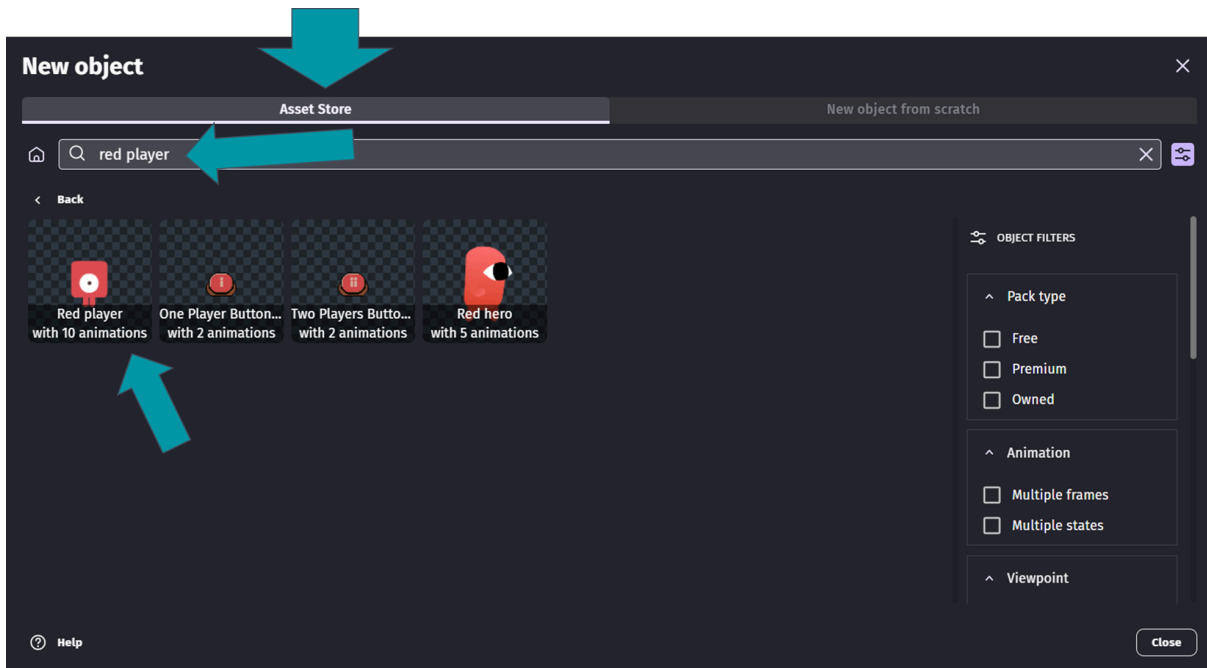 New object
Asset Store
New object from scratch
red player
Back
Red player
with 10 animations
One Player Button...
with 2 animations
Two Players Butto...
with 2 animations
Red hero
with 5 animations
OBJECT FILTERS
Pack type
Free
Premium
Owned
Animation
Multiple frames
Multiple states
Viewpoint
Help
Close